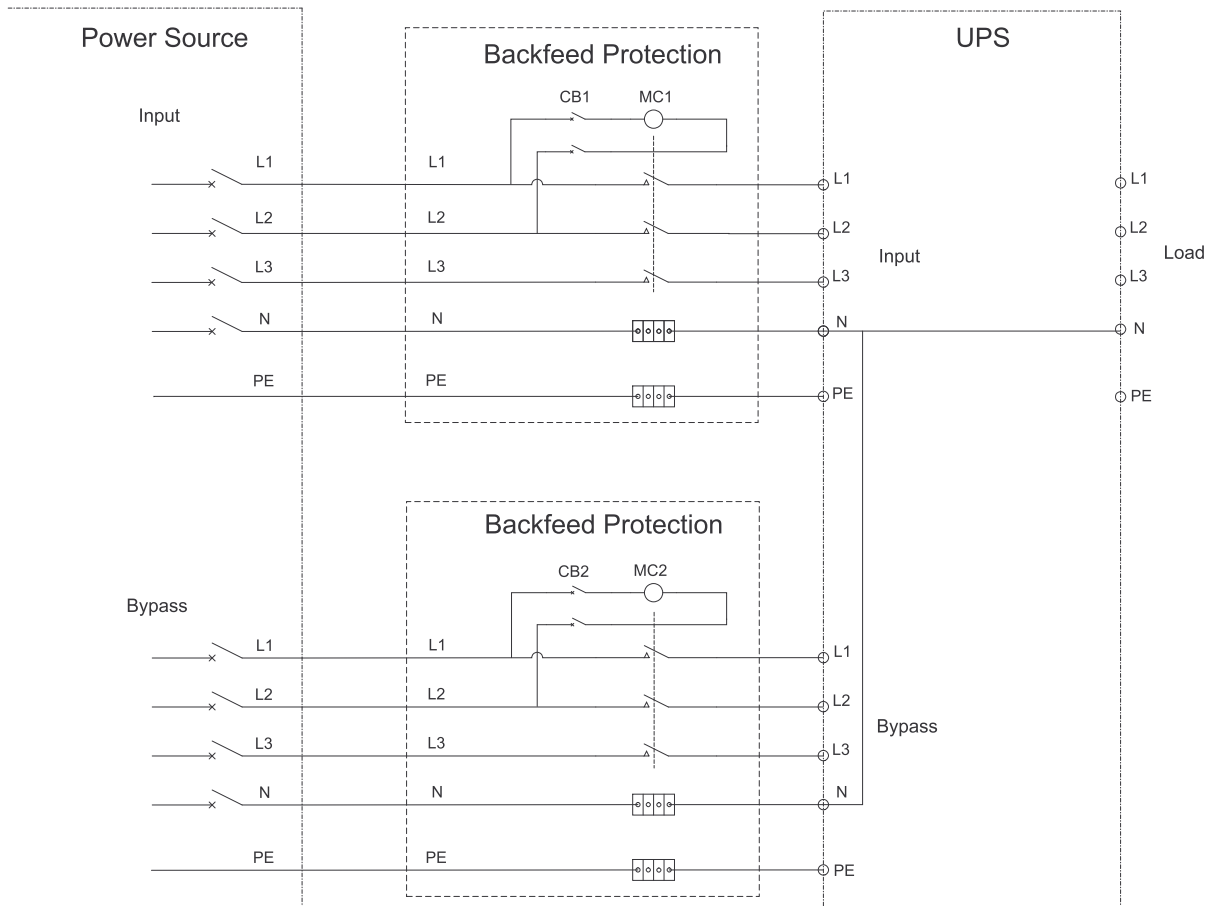 Power Source
Backfeed Protection
UPS
CB1 MC1
Input
L1 L1 L1 L1
L2 L2 L2 L2
Input Load
L3 L3 L3 L3
N N N N
PE PE PE PE
Backfeed Protection
CB2 MC2
Bypass
L1 L1 L1
L2 L2 L2
Bypass
L3 L3 L3
N N N
PE PE PE